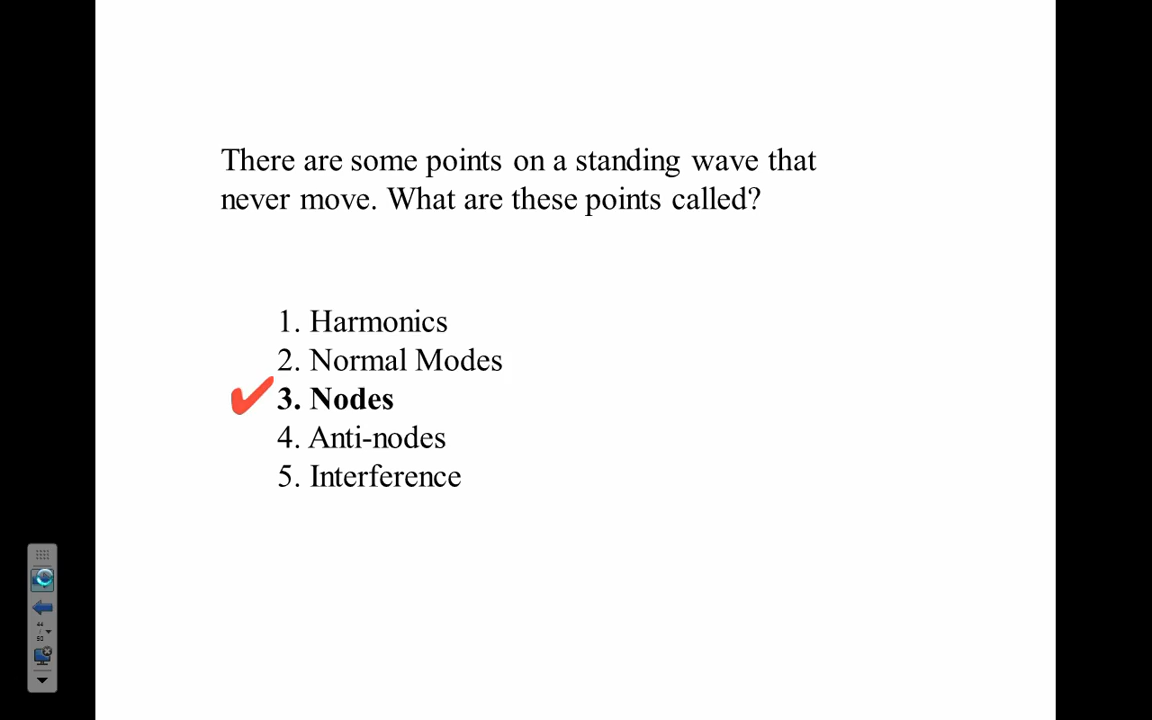 There are some points on a standing wave that
never move. What are these points called?
1. Harmonics
2. Normal Modes
3. Nodes
4. Anti-nodes
5. Interference